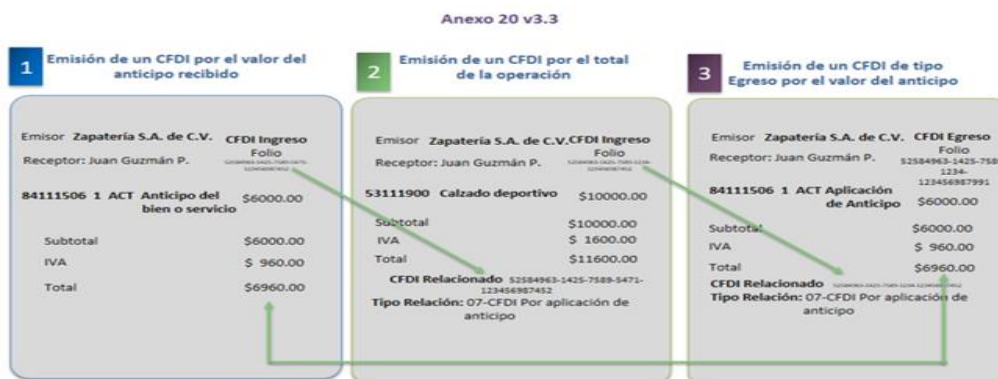 Anexo 20 v3.3
1
Emisión de un CFDI por el valor del
anticipo recibido
Emisor Zapatería S.A. de C.V. CFDI Ingreso
Folio
Receptor: Juan Guzmán P.
84111506 1 ACT Anticipo del $6000.00
bien o servicio
Subtotal $6000.00
IVA $ 960.00
Total $6960.00
2
Emisión de un CFDI por el total
de la operación
Emisor Zapatería S.A. de C.V. CFDI Ingreso
Folio
Receptor: Juan Guzmán P.
53111900 Calzado deportivo $10000.00
Subtotal $10000.00
IVA $ 1600.00
Total $11600.00
CFDI Relacionado 52584963-1425-7589-5471-
123456987452
Tipo Relación: 07-CFDI Por aplicación de
anticipo
3
Emisión de un CFDI de tipo
Egreso por el valor del anticipo
Emisor Zapatería S.A. de C.V. CFDI Egreso
Folio
Receptor: Juan Guzmán P.
52584963-1425-758
1234-
123456987991
84111506 1 ACT Aplicación
de Anticipo $6000.00
Subtotal $6000.00
IVA $ 960.00
Total $6960.00
CFDI Relacionado
Tipo Relación: 07-CFDI Por aplicación de
anticipo